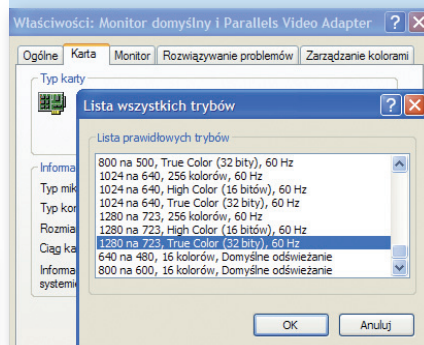 Właściwości: Monitor domyślny i Parallels Video Adapter
Ogólne Karta Monitor Rozwiązywanie problemów Zarządzanie kolorami
Typ karty
Lista wszystkich trybów
Lista prawidłowych trybów
800 na 500, True Color (32 bity), 60 Hz
1024 na 640, 256 kolorów, 60 Hz
1024 na 640, High Color (16 bitów), 60 Hz
1024 na 640, True Color (32 bity), 60 Hz
1280 na 723, 256 kolorów, 60 Hz
1280 na 723, High Color (16 bitów), 60 Hz
1280 na 723, True Color (32 bity), 60 Hz
640 na 480, 16 kolorów, Domyślne odświeżanie
800 na 600, 16 kolorów, Domyślne odświeżanie
Informa
Typ mik
Typ kon
Rozmia
Ciąg ka
Informa
systemi
OK Anuluj